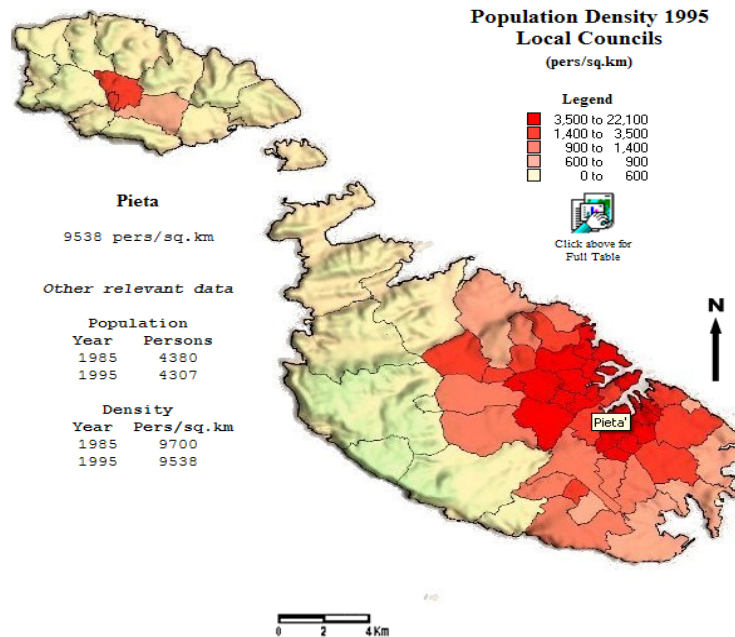 Population Density 1995
Local Councils
(pers/sq.km)
Legend
3,500 to 22,100
1,400 to 3,500
900 to 1,400
600 to 900
0 to 600
Click above for
Full Table
Pieta
9538 pers/sq.km
Other relevant data
Population
Year Persons
1985 4380
1995 4307
Density
Year Pers/sq.km
1985 9700
1995 9538
N
Pieta'
0 2 4 Km